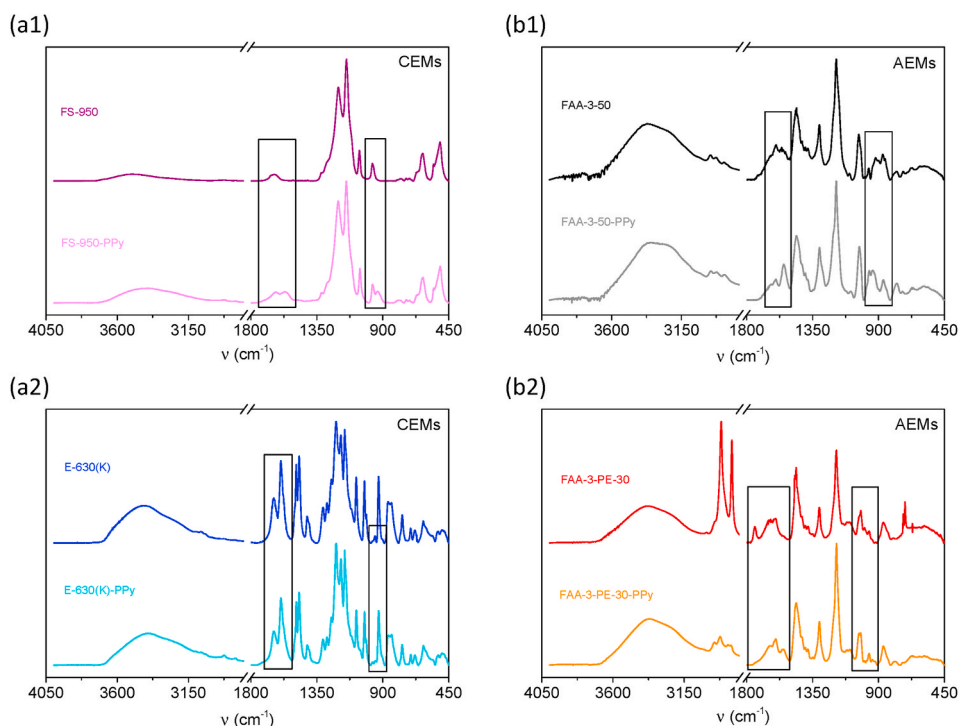 (a1)
CEMs
FS-950
FS-950-PPy
4050 3600 3150 1800 1350 900 450
ν (cm⁻¹)
(b1)
AEMs
FAA-3-50
FAA-3-50-PPy
4050 3600 3150 1800 1350 900 450
ν (cm⁻¹)
(a2)
CEMs
E-630(K)
E-630(K)-PPy
4050 3600 3150 1800 1350 900 450
ν (cm⁻¹)
(b2)
AEMs
FAA-3-PE-30
FAA-3-PE-30-PPy
4050 3600 3150 1800 1350 900 450
ν (cm⁻¹)